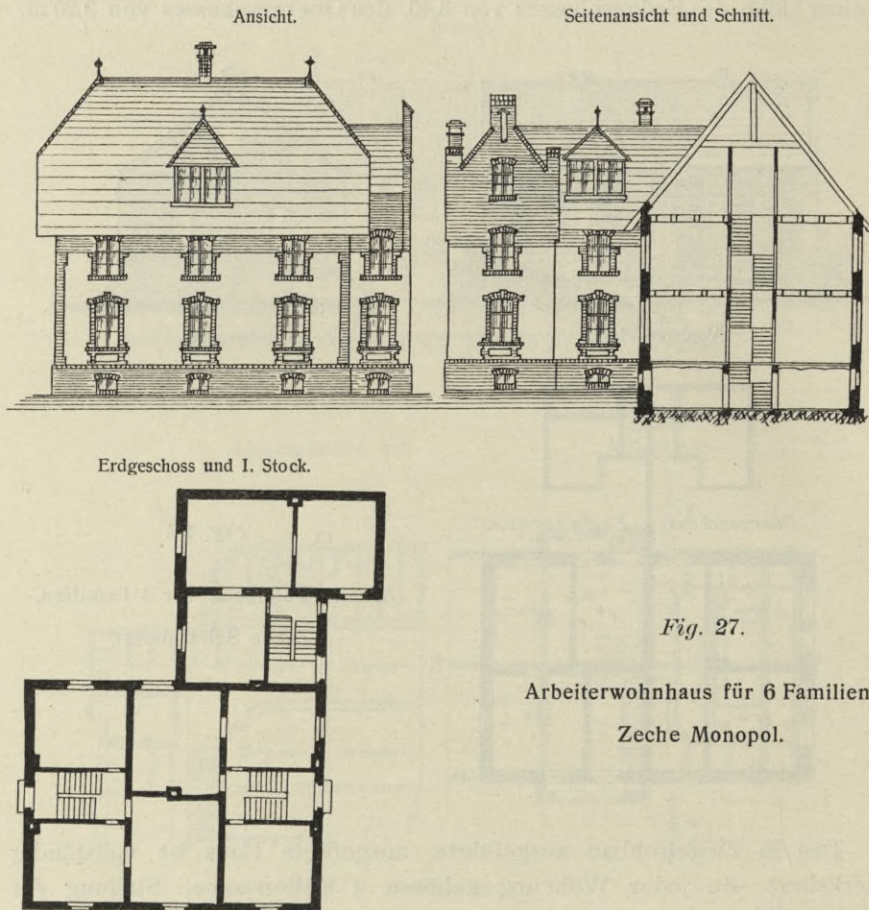 Ansicht.
Seitenansicht und Schnitt.
Erdgeschoss und I. Stock.
Fig. 27.
Arbeiterwohnhaus für 6 Familien
Zeche Monopol.